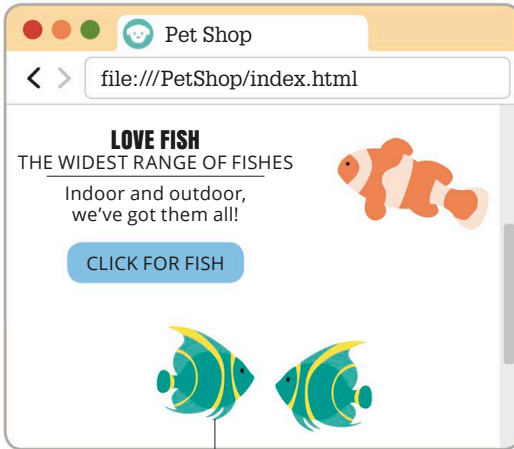 Pet Shop
file:///PetShop/index.html
LOVE FISH
THE WIDEST RANGE OF FISHES
Indoor and outdoor,
we've got them all!
CLICK FOR FISH